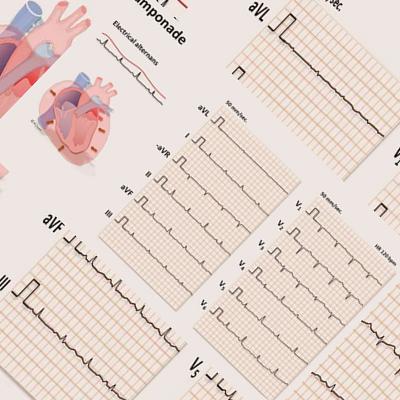 amponade
Electrical alternans
aVL
50 mm/sec.
aVL
I
-aVR
II
aVF
III
50 mm/sec.
V₁
V₂
V₃
V₄
V₅
V₆
HR 120 bpm
aVF
III
V₅